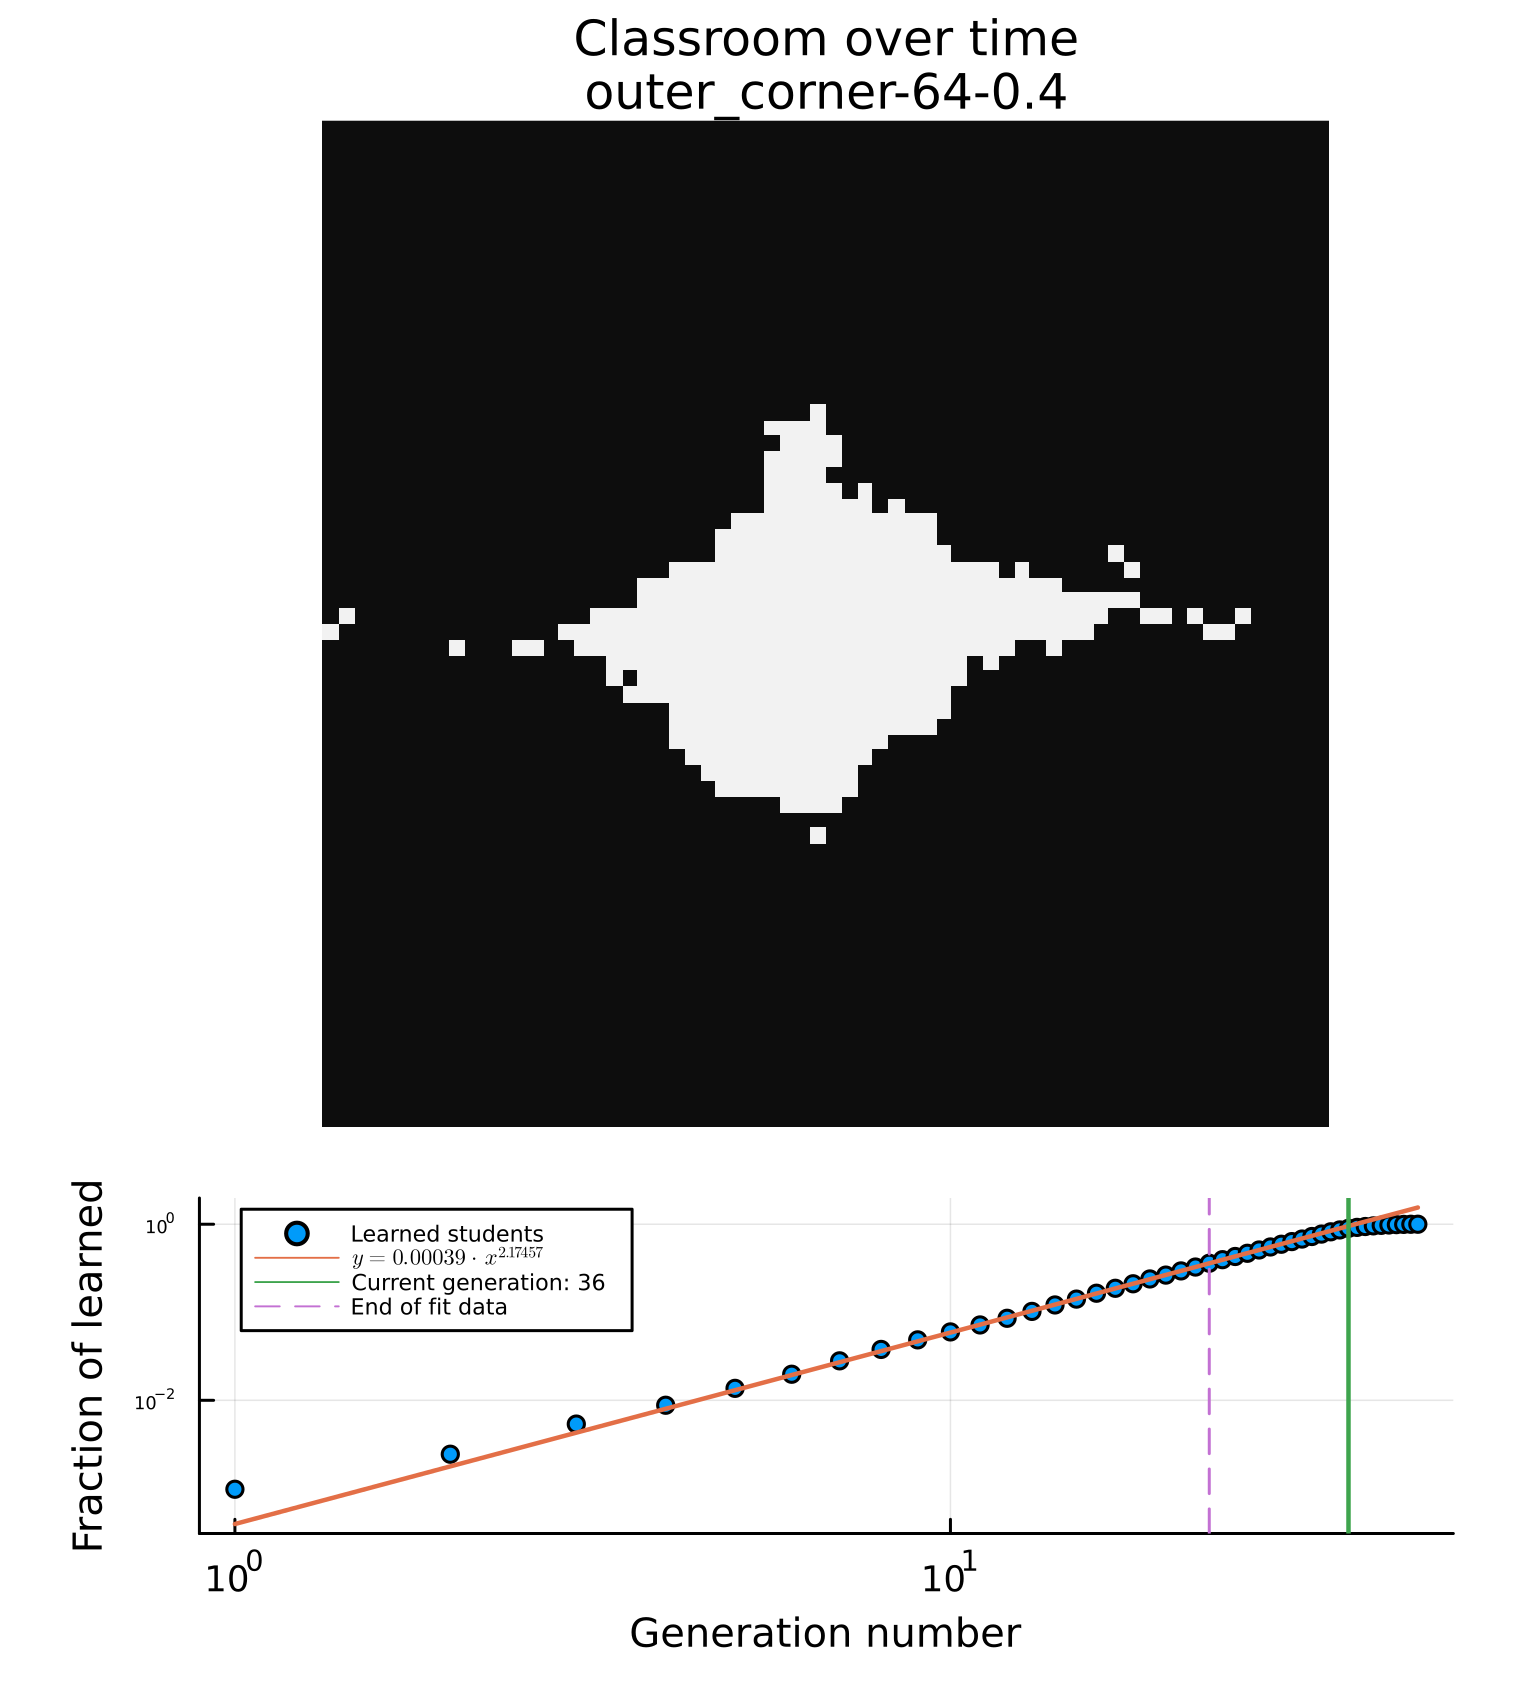 Classroom over time
outer_corner-64-0.4
Fraction of learned
10^0
10^-2
Learned students
y = 0.00039 · x^2.17457
Current generation: 36
End of fit data
10^0
10^1
Generation number